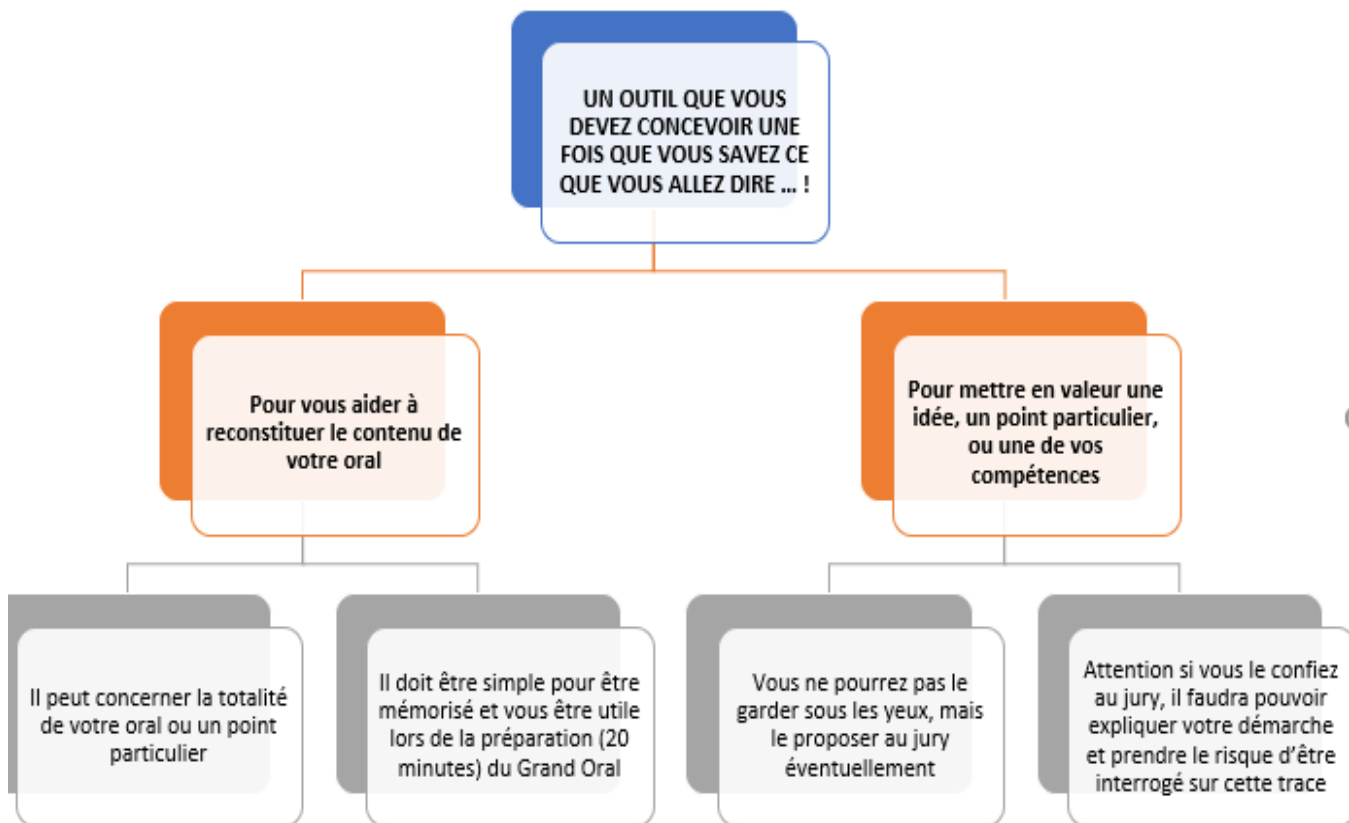 UN OUTIL QUE VOUS
DEVEZ CONCEVOIR UNE
FOIS QUE VOUS SAVEZ CE
QUE VOUS ALLEZ DIRE ... !
Pour vous aider à
reconstituer le contenu de
votre oral
Pour mettre en valeur une
idée, un point particulier,
ou une de vos
compétences
Il peut concerner la totalité
de votre oral ou un point
particulier
Il doit être simple pour être
mémorisé et vous être utile
lors de la préparation (20
minutes) du Grand Oral
Vous ne pourrez pas le
garder sous les yeux, mais
le proposer au jury
éventuellement
Attention si vous le confiez
au jury, il faudra pouvoir
expliquer votre démarche
et prendre le risque d’être
interrogé sur cette trace